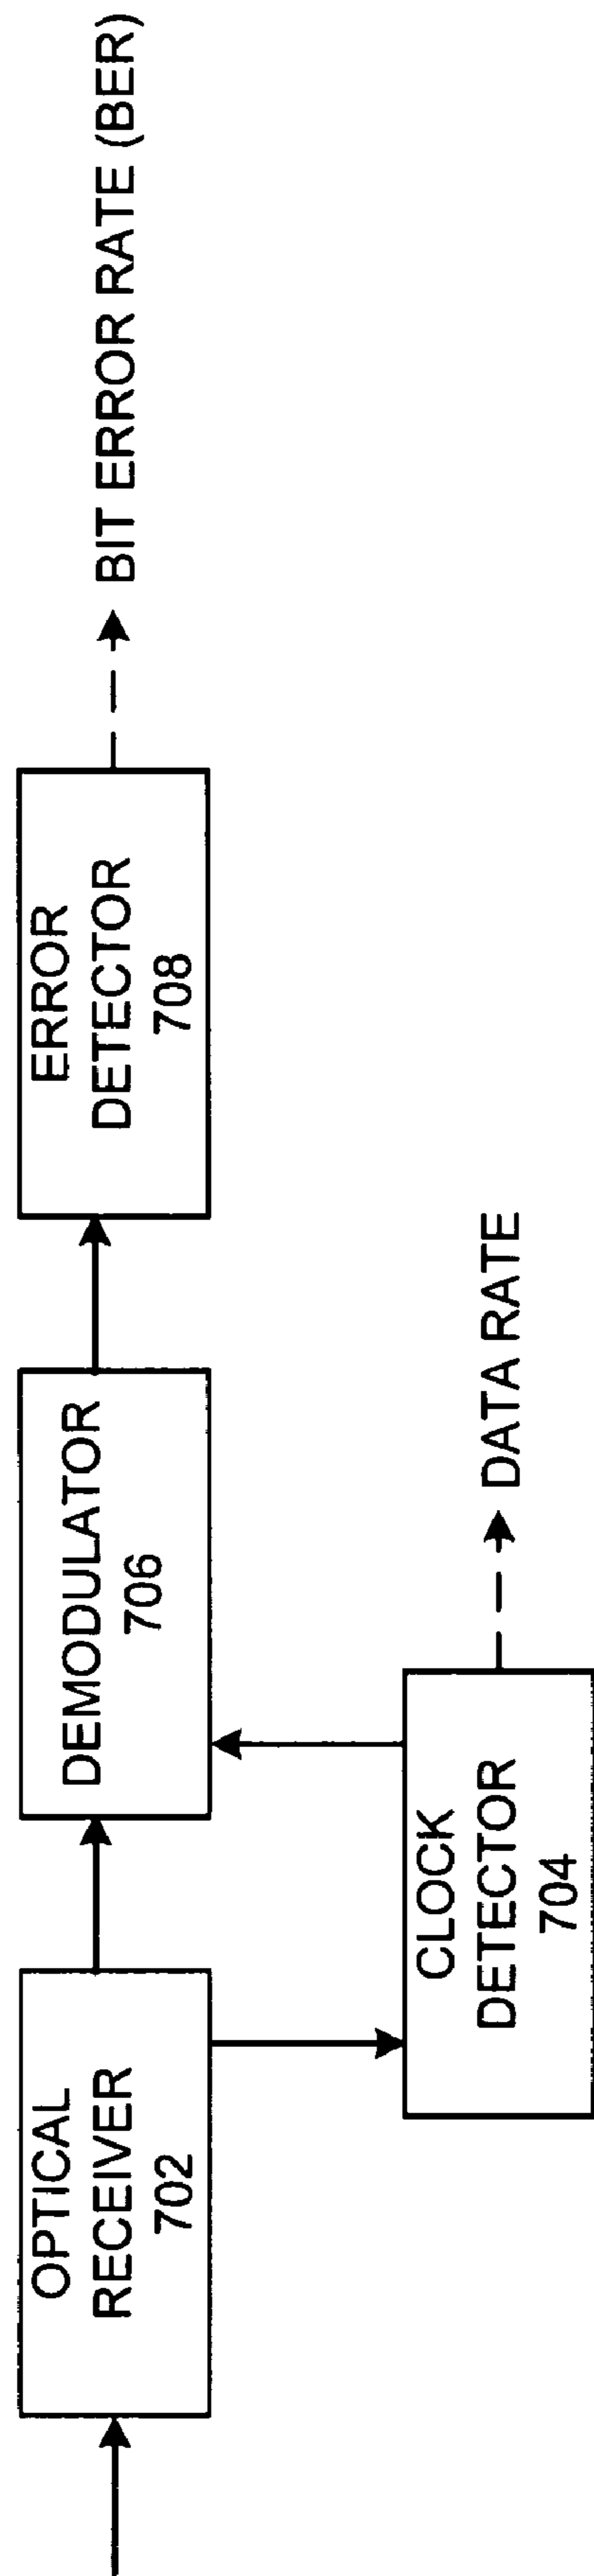 OPTICAL
RECEIVER
702
DEMODULATOR
706
ERROR
DETECTOR
708
BIT ERROR RATE (BER)
CLOCK
DETECTOR
704
DATA RATE